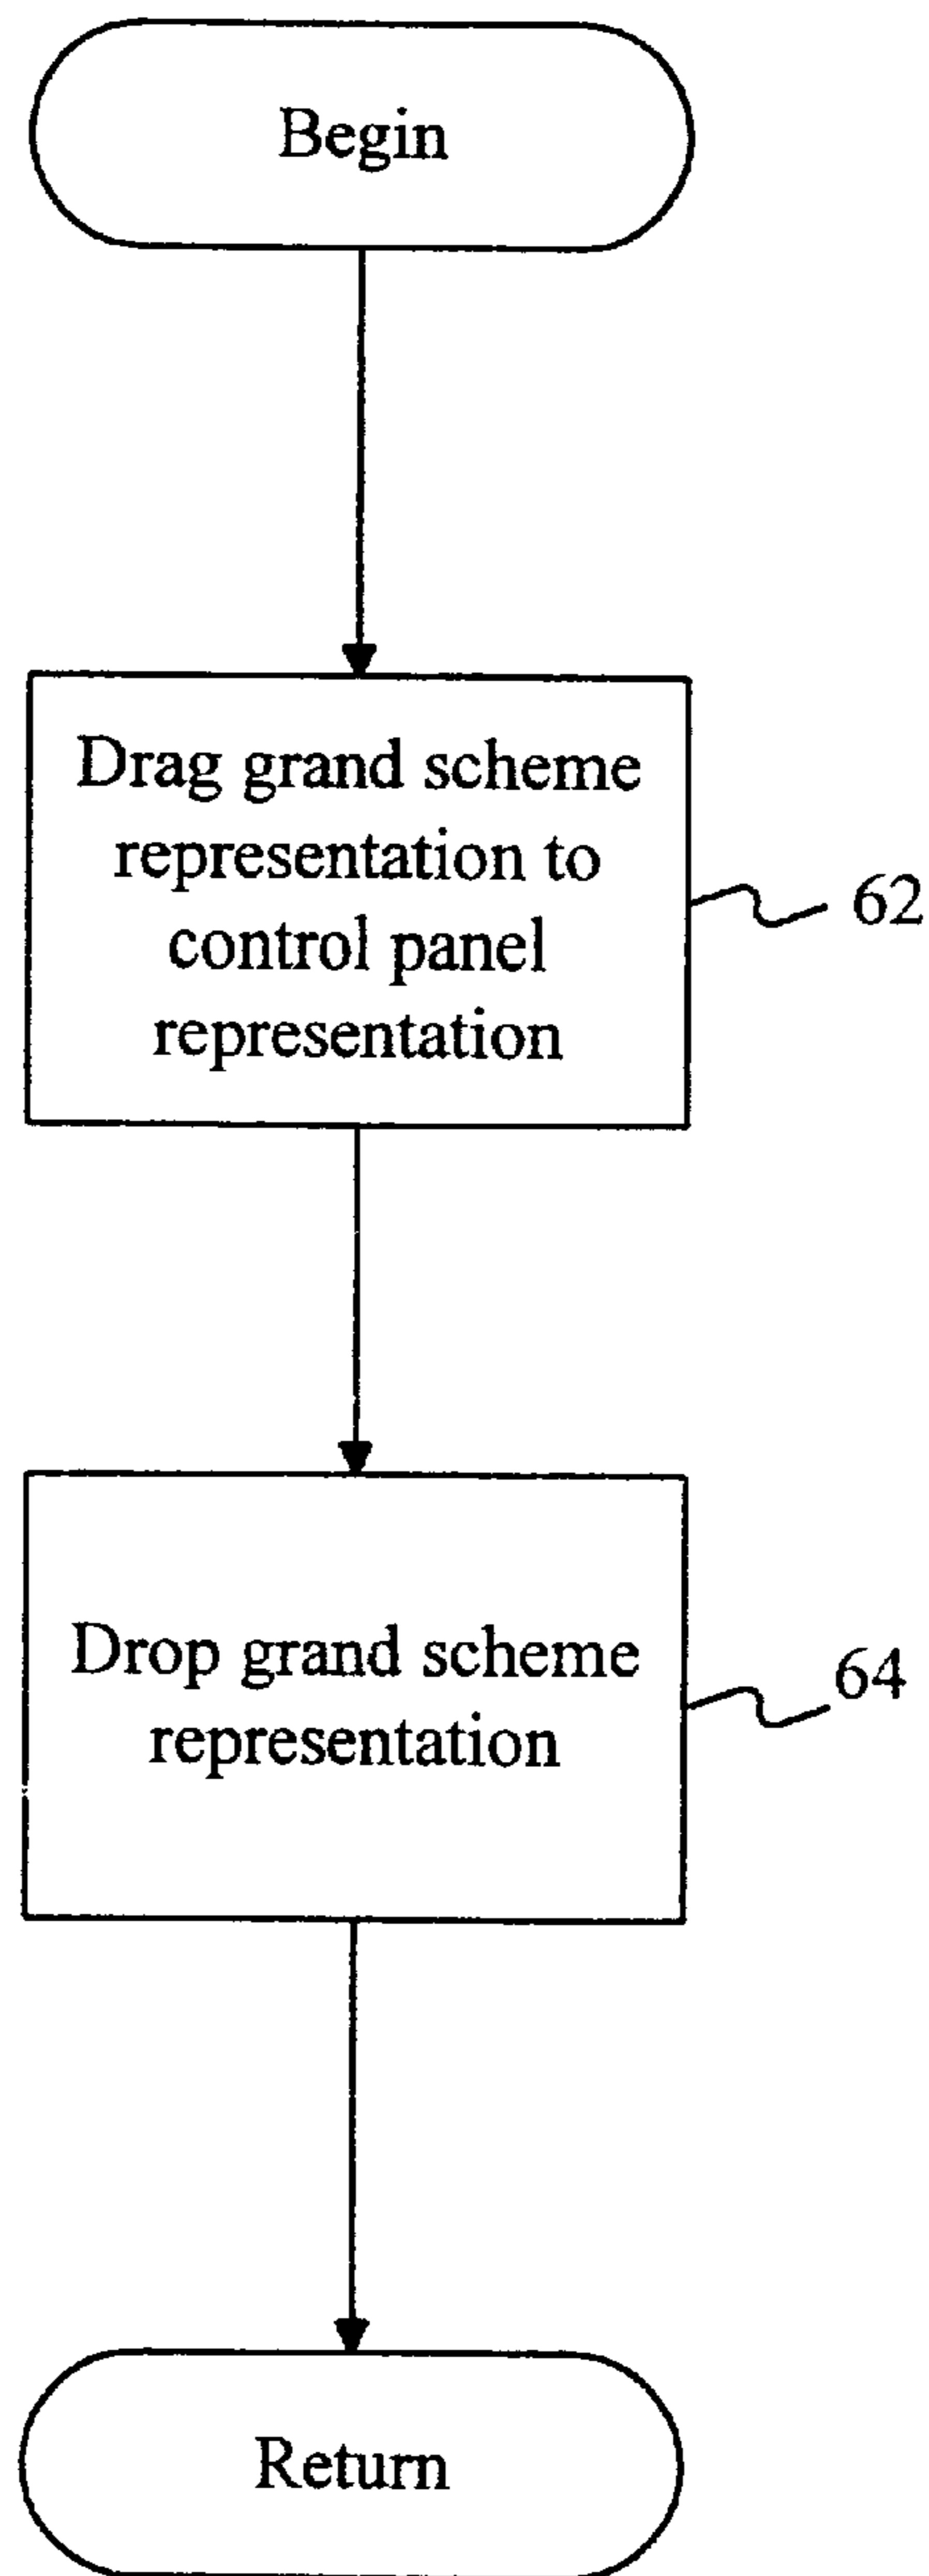 Begin
Drag grand scheme
representation to
control panel
representation
62
Drop grand scheme
representation
64
Return